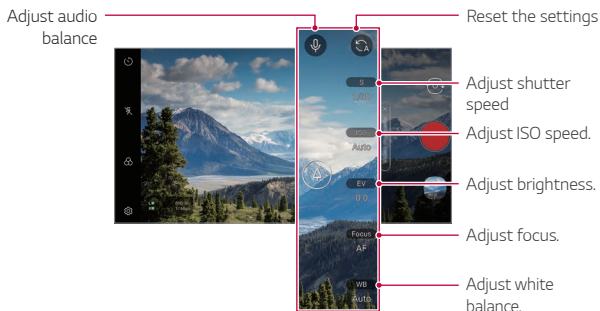 Adjust audio
balance
Reset the settings
S
Adjust shutter
speed
ISO
Auto
Adjust ISO speed.
EV
0.0
Adjust brightness.
Focus
AF
Adjust focus.
WB
Auto
Adjust white
balance.